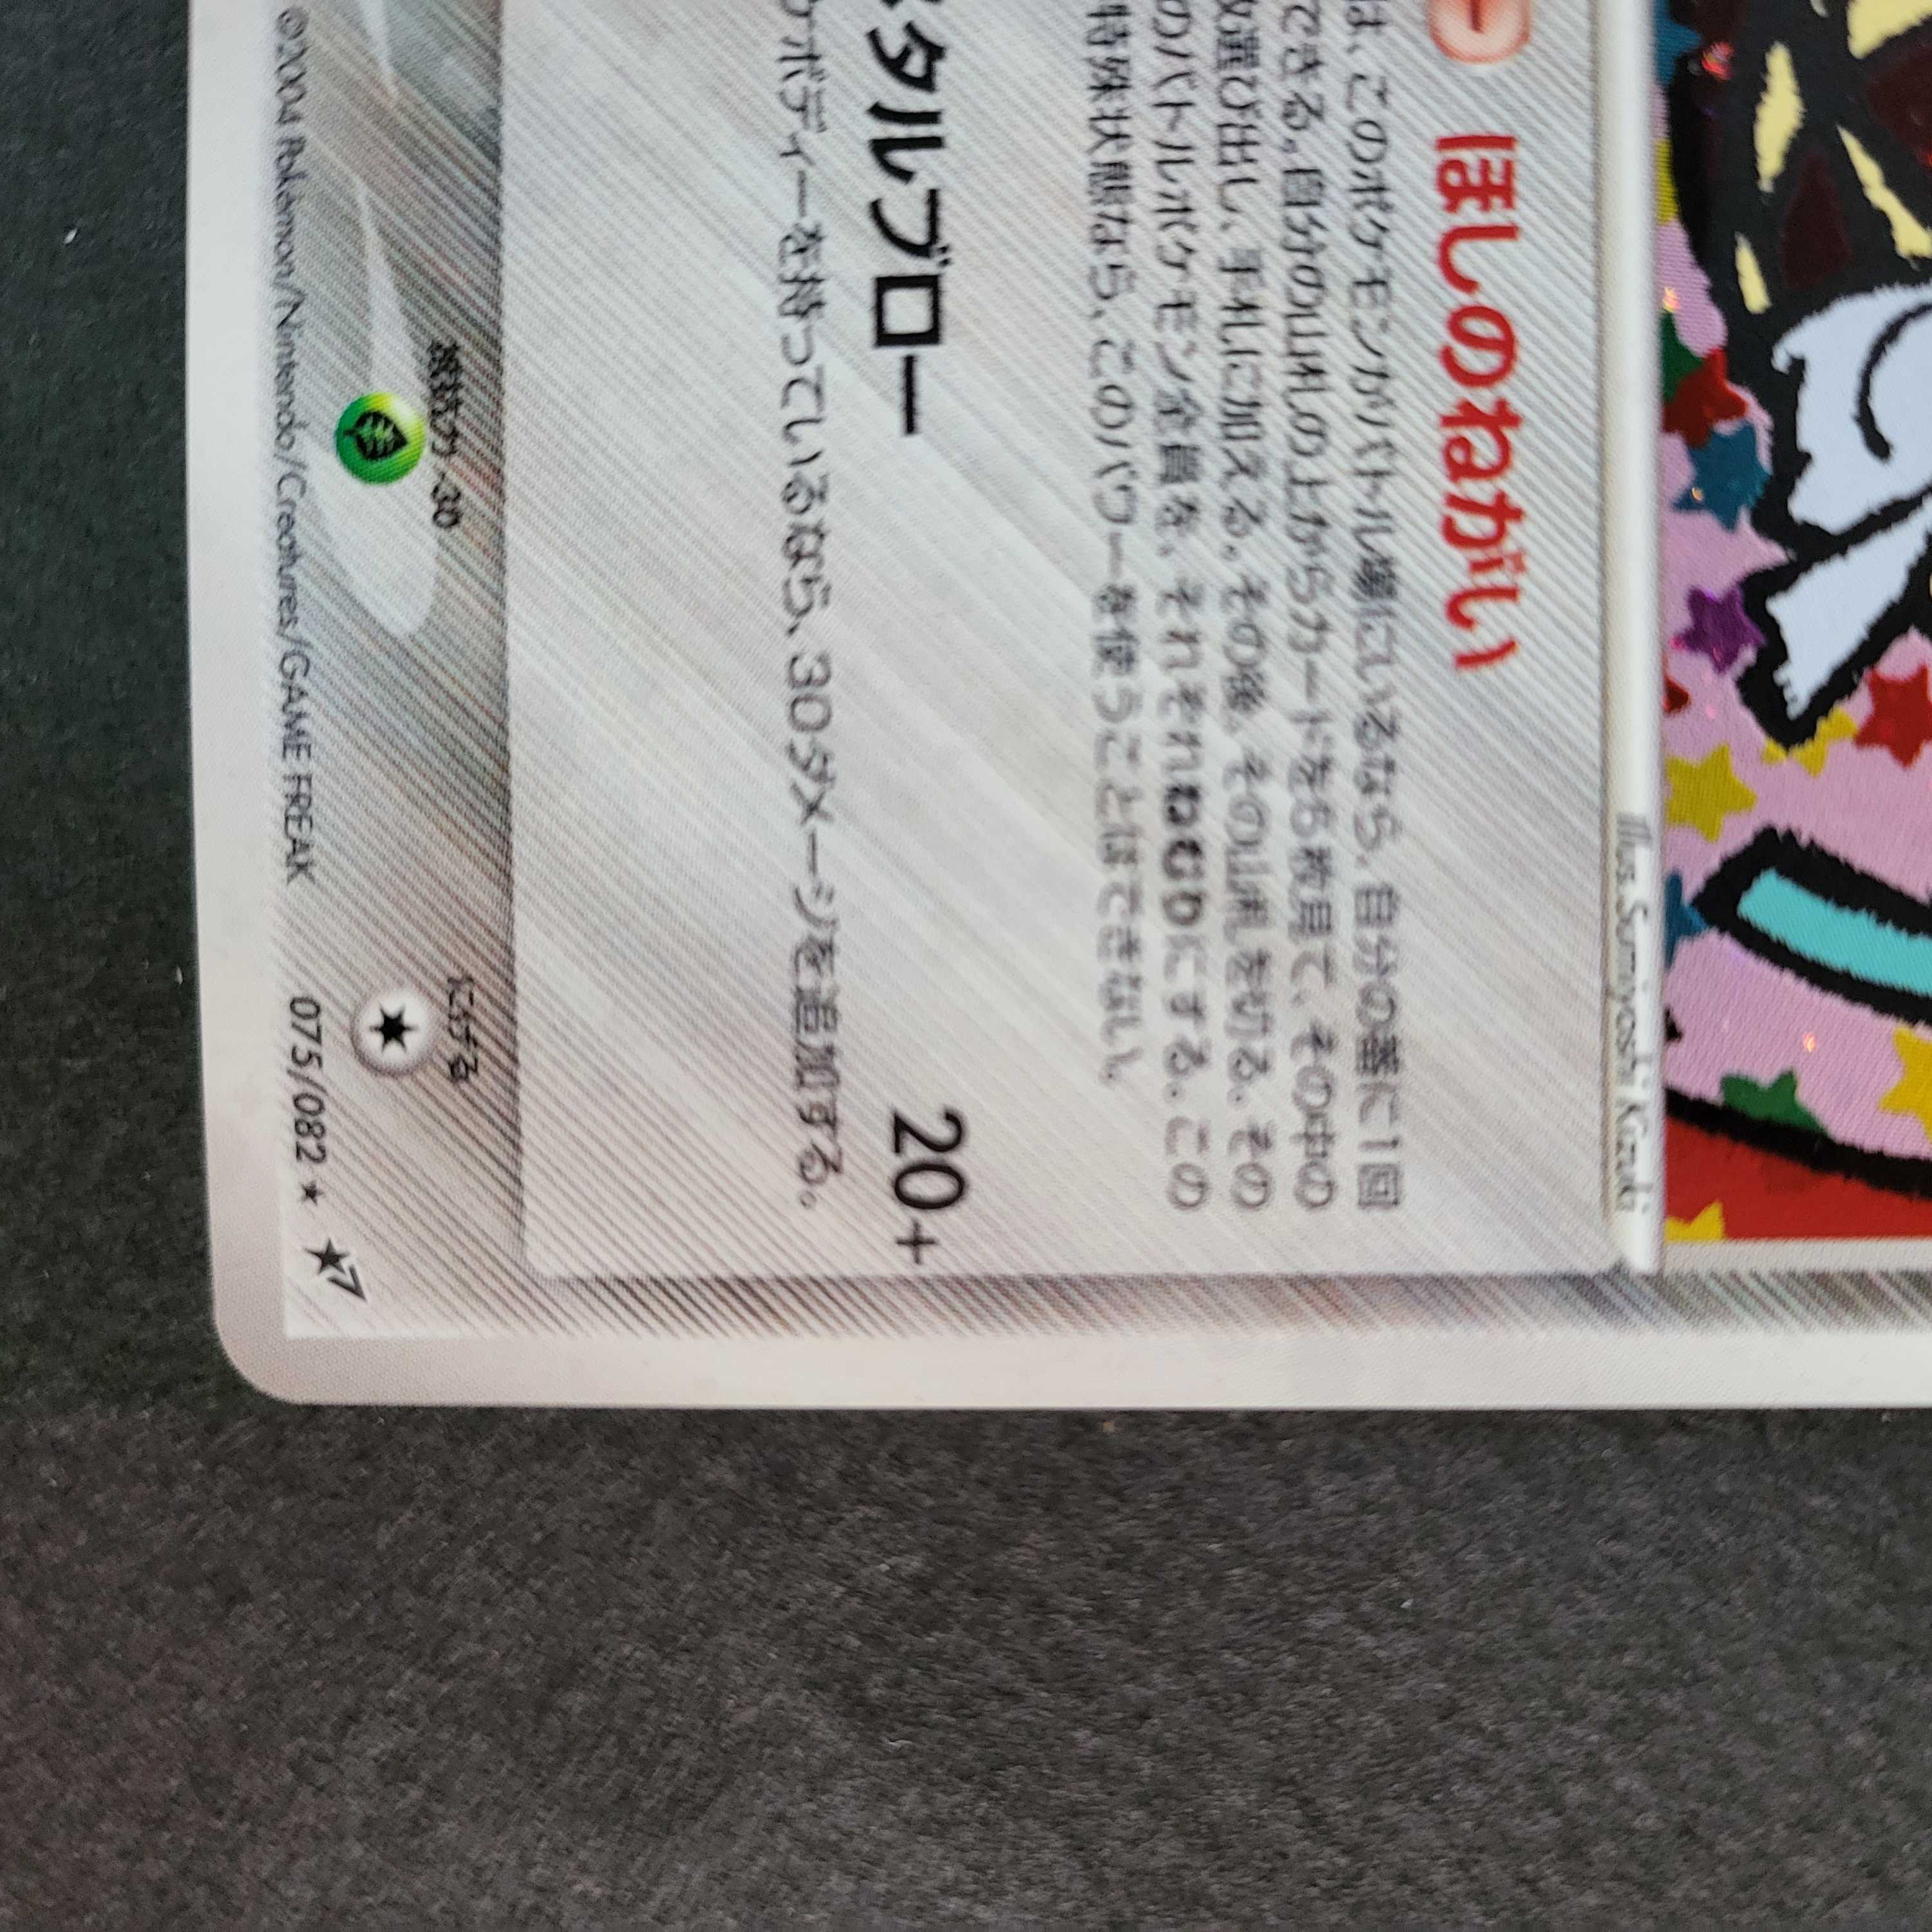 Illus. Sumiyoshi Kizuki
ほしのねがい
は、このポケモンがバトル場にいるなら、自分の番に1回
できる。自分の山札の上からカードを5枚見て、その中の
選び出し、手札に加える。その後、その山札を切る。その
のバトルポケモン全員を、それぞれねむりにする。この
特殊状態なら、このパワーを使うことはできない。
タルブロー 20+
ボディーを持っているなら、30ダメージを追加する。
抵抗力 -30 にげる
©2004 Pokémon/Nintendo/Creatures/GAME FREAK 075/082 ★ ★7